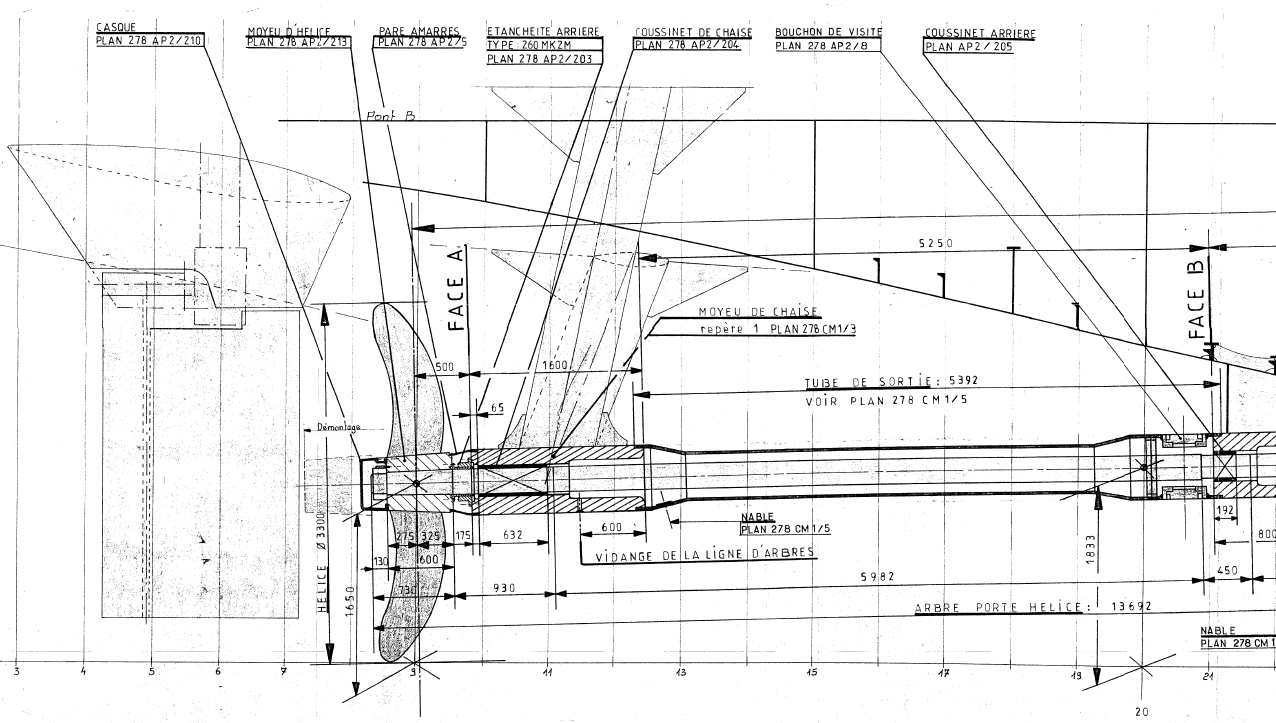 CASQUE
PLAN 278 AP2/210
MOYEU D'HELICE
PLAN 278 AP2/213
PARE AMARRES
PLAN 278 AP2/5
ETANCHEITE ARRIERE
TYPE: 260 MK2M
PLAN 278 AP2/203
COUSSINET DE CHAISE
PLAN 278 AP2/204
BOUCHON DE VISITE
PLAN 278 AP2/8
COUSSINET ARRIERE
PLAN AP2/205
Pont B
5250
FACE A
FACE B
MOYEU DE CHAISE
repère 1 PLAN 278 CM1/3
500
1600
TUBE DE SORTIE: 5392
VOIR PLAN 278 CM1/5
65
Démontage
NABLE
PLAN 278 CM1/5
192
275
325
175
632
600
800
VIDANGE DE LA LIGNE D'ARBRES
130
600
HELICE Ø3300
1833
5982
450
730
930
1650
ARBRE PORTE HELICE: 13692
NABLE
PLAN 278 CM1
3 4 5 6 7 9 11 13 15 17 19 21
20